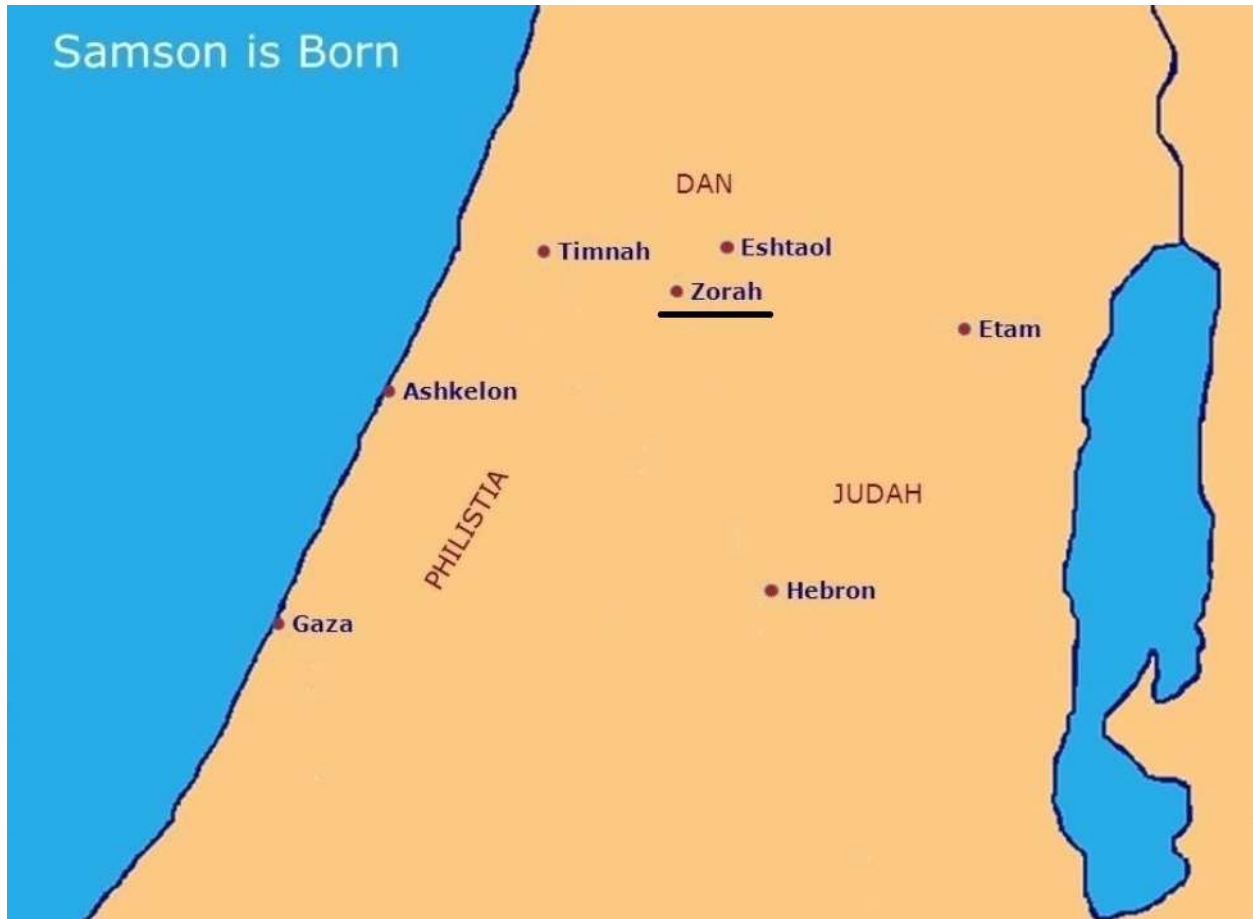 Samson is Born
DAN
Timnah
Eshtaol
Zorah
Etam
Ashkelon
PHILISTIA
JUDAH
Hebron
Gaza